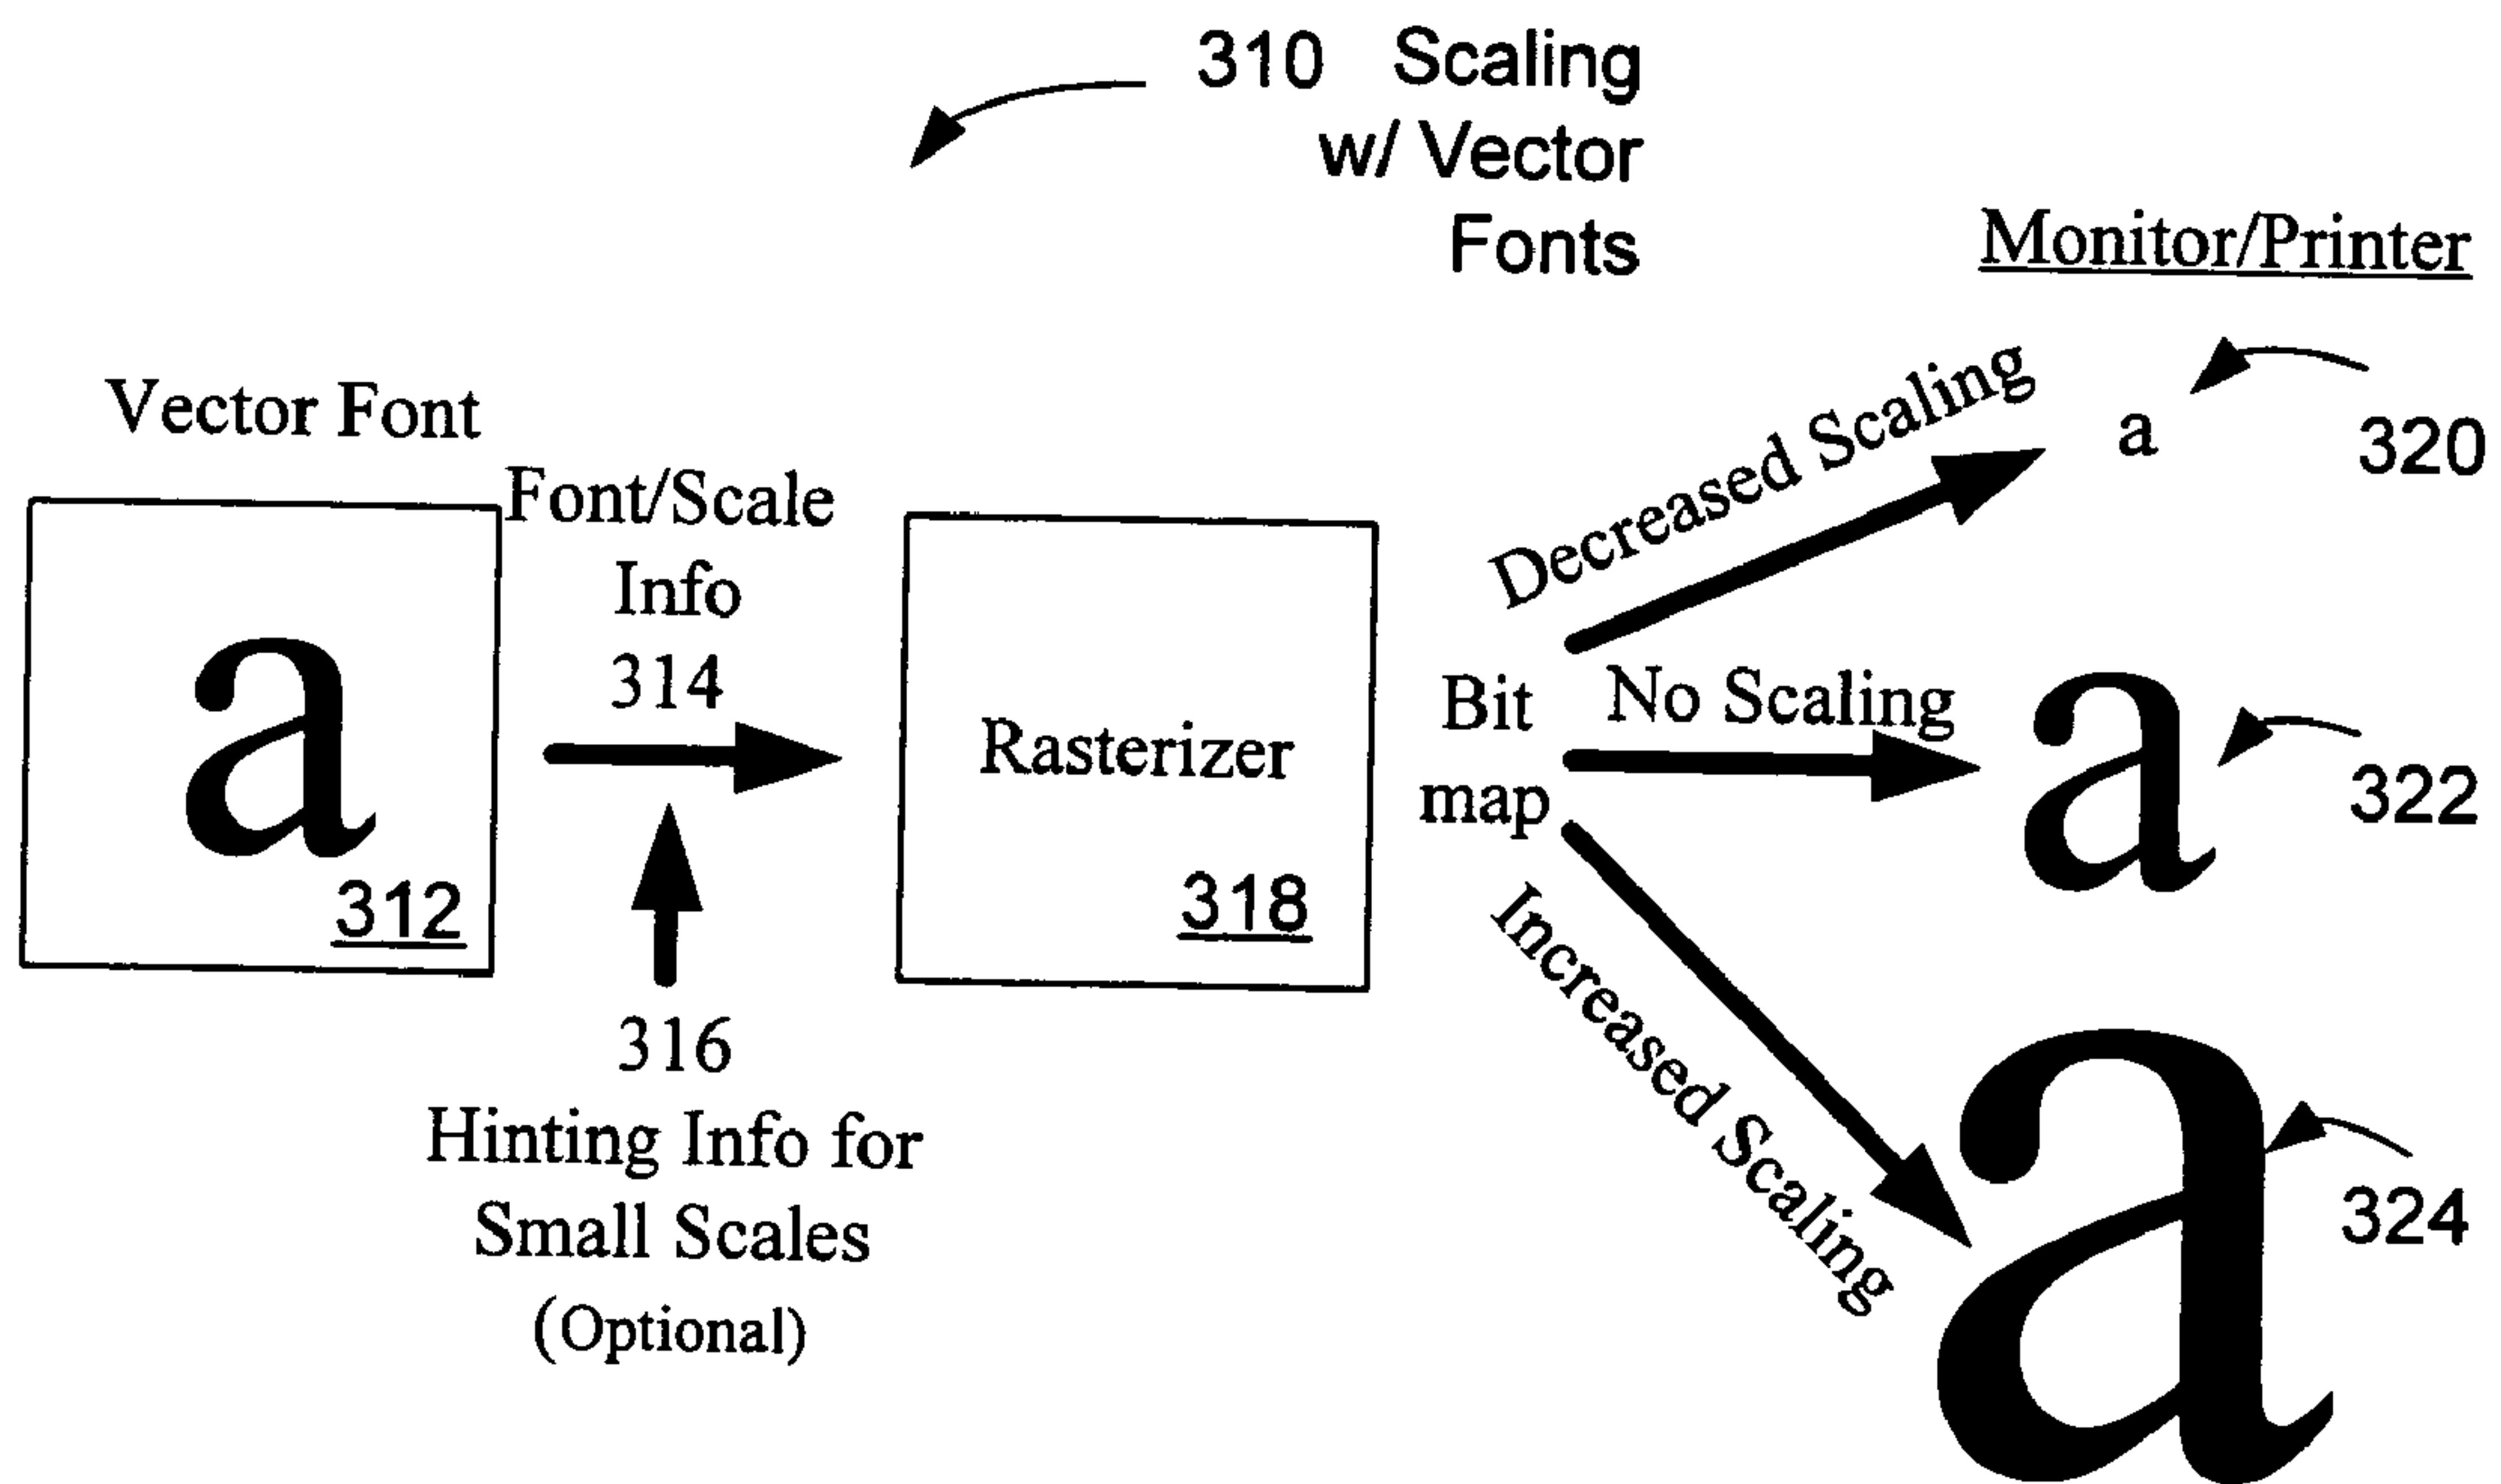 310 Scaling
w/ Vector
Fonts
Monitor/Printer
Vector Font
a
312
Font/Scale
Info
314
316
Hinting Info for
Small Scales
(Optional)
Rasterizer
318
Bit
map
Decreased Scaling
a
320
No Scaling
a
322
Increased Scaling
a
324